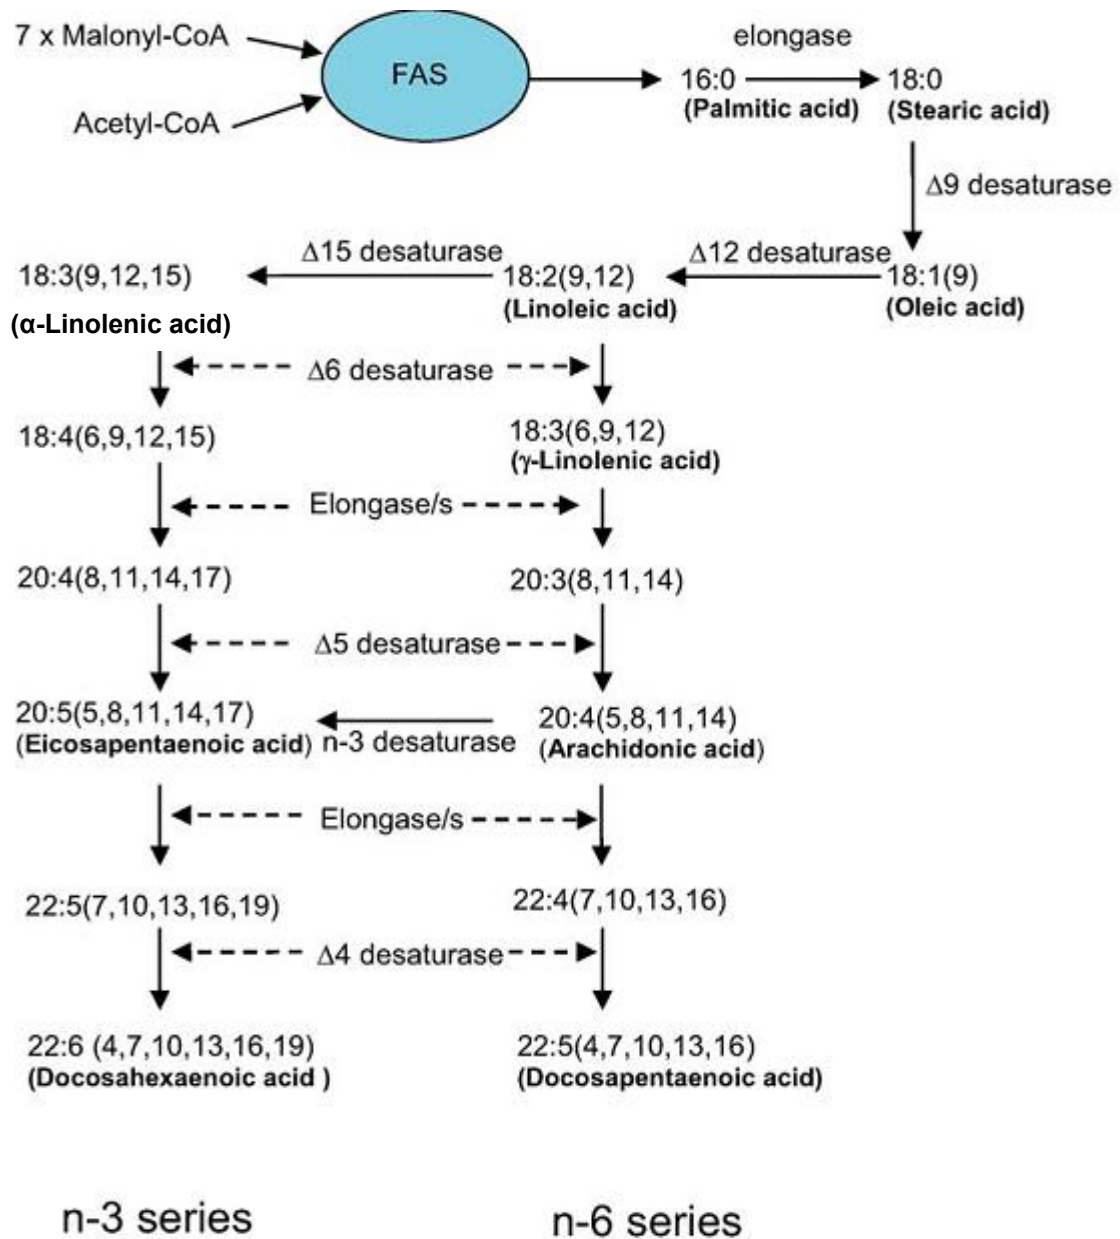 7 x Malonyl-CoA
FAS
Acetyl-CoA
elongase
16:0
(Palmitic acid)
18:0
(Stearic acid)
Δ9 desaturase
18:1(9)
(Oleic acid)
Δ12 desaturase
18:2(9,12)
(Linoleic acid)
Δ15 desaturase
18:3(9,12,15)
(α-Linolenic acid)
Δ6 desaturase
18:4(6,9,12,15)
18:3(6,9,12)
(γ-Linolenic acid)
Elongase/s
20:4(8,11,14,17)
20:3(8,11,14)
Δ5 desaturase
20:5(5,8,11,14,17)
(Eicosapentaenoic acid)
n-3 desaturase
20:4(5,8,11,14)
(Arachidonic acid)
Elongase/s
22:5(7,10,13,16,19)
22:4(7,10,13,16)
Δ4 desaturase
22:6 (4,7,10,13,16,19)
(Docosahexaenoic acid )
22:5(4,7,10,13,16)
(Docosapentaenoic acid)
n-3 series
n-6 series